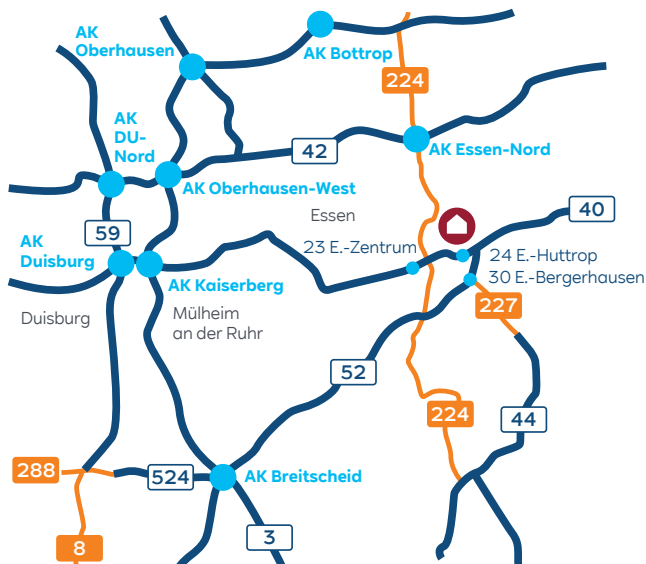 AK
Oberhausen
AK Bottrop
224
AK
DU-
Nord
42
AK Essen-Nord
AK Oberhausen-West
59
Essen
40
AK
Duisburg
23 E.-Zentrum
24 E.-Huttrop
30 E.-Bergerhausen
AK Kaiserberg
227
Duisburg
Mülheim
an der Ruhr
52
224
44
288
524
AK Breitscheid
8
3